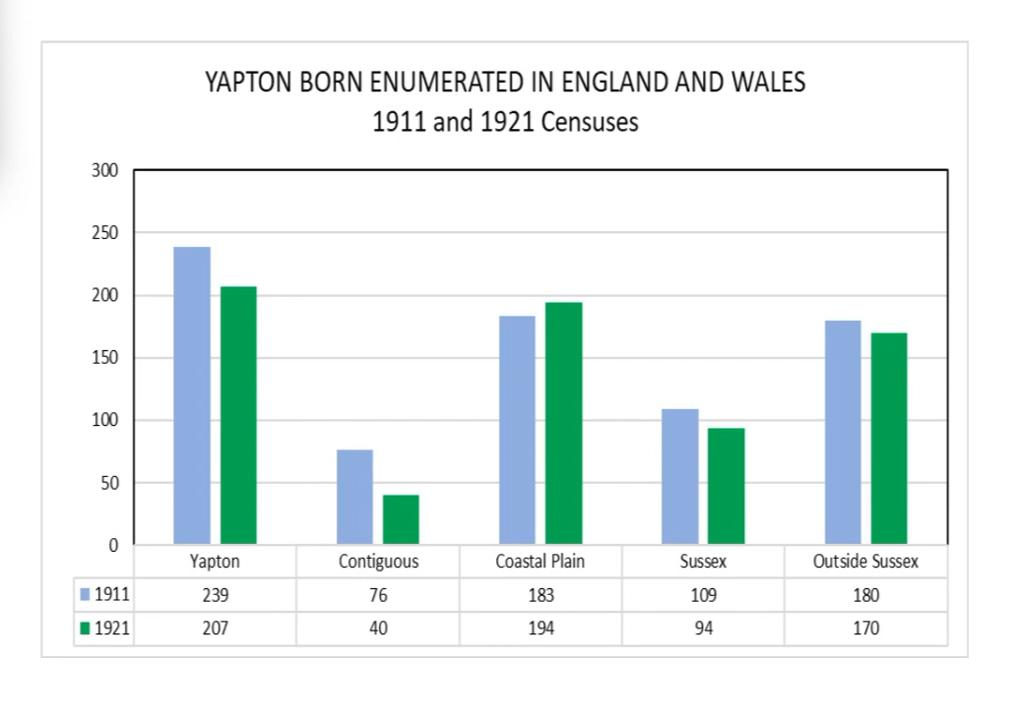 YAPTON BORN ENUMERATED IN ENGLAND AND WALES
1911 and 1921 Censuses
300
250
200
150
100
50
0
Yapton Contiguous Coastal Plain Sussex Outside Sussex
1911 239 76 183 109 180
1921 207 40 194 94 170